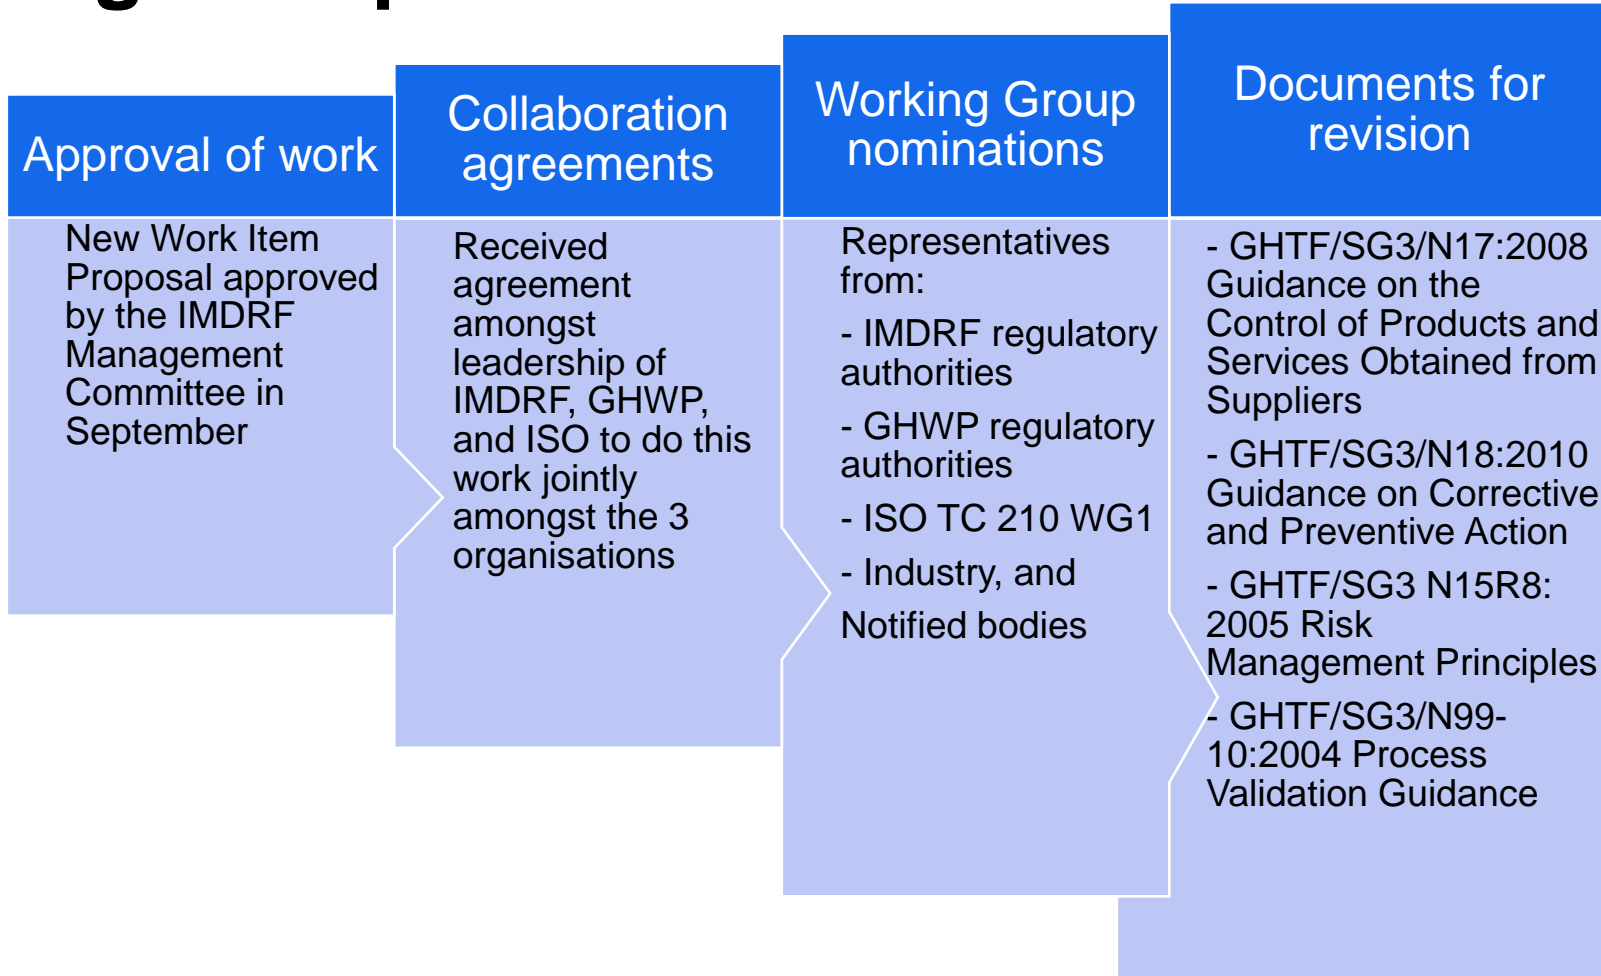 Approval of work
New Work Item
Proposal approved
by the IMDRF
Management
Committee in
September
Collaboration
agreements
Received
agreement
amongst
leadership of
IMDRF, GHWP,
and ISO to do this
work jointly
amongst the 3
organisations
Working Group
nominations
Representatives
from:
- IMDRF regulatory
authorities
- GHWP regulatory
authorities
- ISO TC 210 WG1
- Industry, and
Notified bodies
Documents for
revision
- GHTF/SG3/N17:2008
Guidance on the
Control of Products and
Services Obtained from
Suppliers
- GHTF/SG3/N18:2010
Guidance on Corrective
and Preventive Action
- GHTF/SG3 N15R8:
2005 Risk
Management Principles
- GHTF/SG3/N99-
10:2004 Process
Validation Guidance